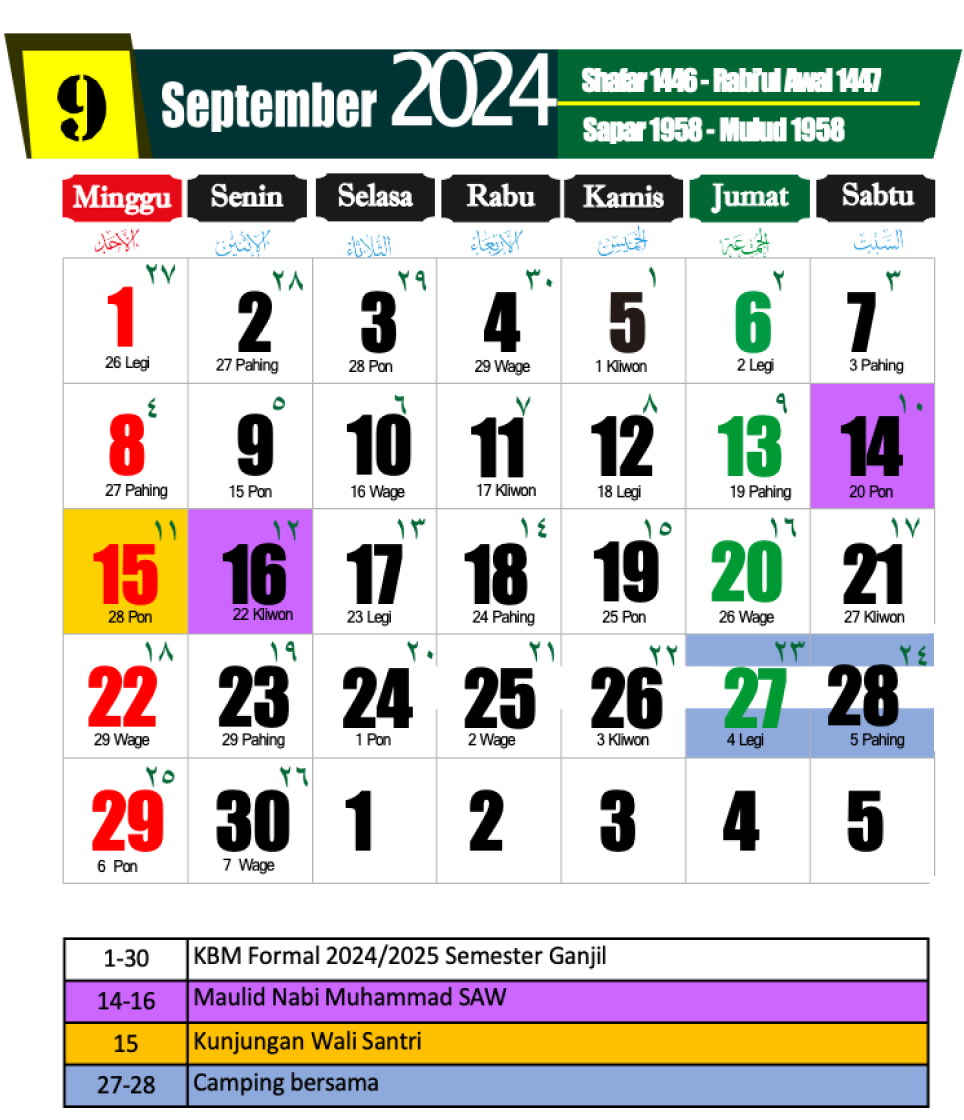 9
September 2024
Shafar 1446 - Rabi'ul Awal 1447
Sapar 1958 - Mulud 1958
Minggu Senin Selasa Rabu Kamis Jumat Sabtu
الأحد الإثنين الثلاثاء الأربعاء الخميس الجمعة السبت
٢٧ ٢٨ ٢٩ ٣٠ ١ ٢ ٣
1 2 3 4 5 6 7
26 Legi 27 Pahing 28 Pon 29 Wage 1 Kliwon 2 Legi 3 Pahing
٤ ٥ ٦ ٧ ٨ ٩ ١٠
8 9 10 11 12 13 14
27 Pahing 15 Pon 16 Wage 17 Kliwon 18 Legi 19 Pahing 20 Pon
١١ ١٢ ١٣ ١٤ ١٥ ١٦ ١٧
15 16 17 18 19 20 21
28 Pon 22 Kliwon 23 Legi 24 Pahing 25 Pon 26 Wage 27 Kliwon
١٨ ١٩ ٢٠ ٢١ ٢٢ ٢٣ ٢٤
22 23 24 25 26 27 28
29 Wage 29 Pahing 1 Pon 2 Wage 3 Kliwon 4 Legi 5 Pahing
٢٥ ٢٦
29 30 1 2 3 4 5
6 Pon 7 Wage
1-30 KBM Formal 2024/2025 Semester Ganjil
14-16 Maulid Nabi Muhammad SAW
15 Kunjungan Wali Santri
27-28 Camping bersama